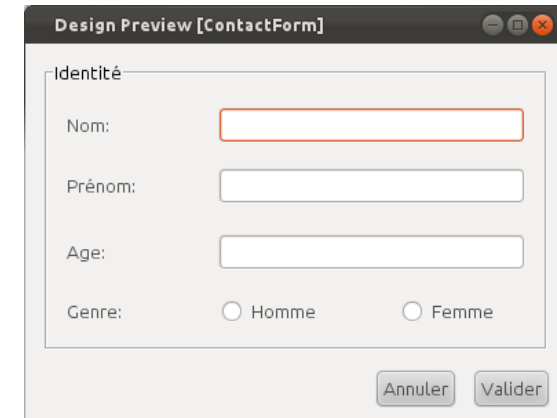 Design Preview [ContactForm]
Identité
Nom:
Prénom:
Age:
Genre: Homme Femme
Annuler Valider